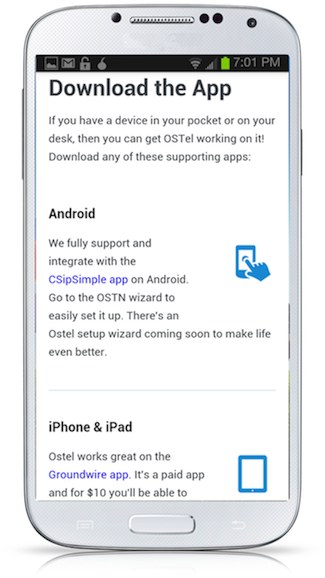 7:01 PM
Download the App
If you have a device in your pocket or on your
desk, then you can get OSTel working on it!
Download any of these supporting apps:
Android
We fully support and
integrate with the
CSipSimple app on Android.
Go to the OSTN wizard to
easily set it up. There's an
Ostel setup wizard coming soon to make life
even better.
iPhone & iPad
Ostel works great on the
Groundwire app. It's a paid app
and for $10 you'll be able to